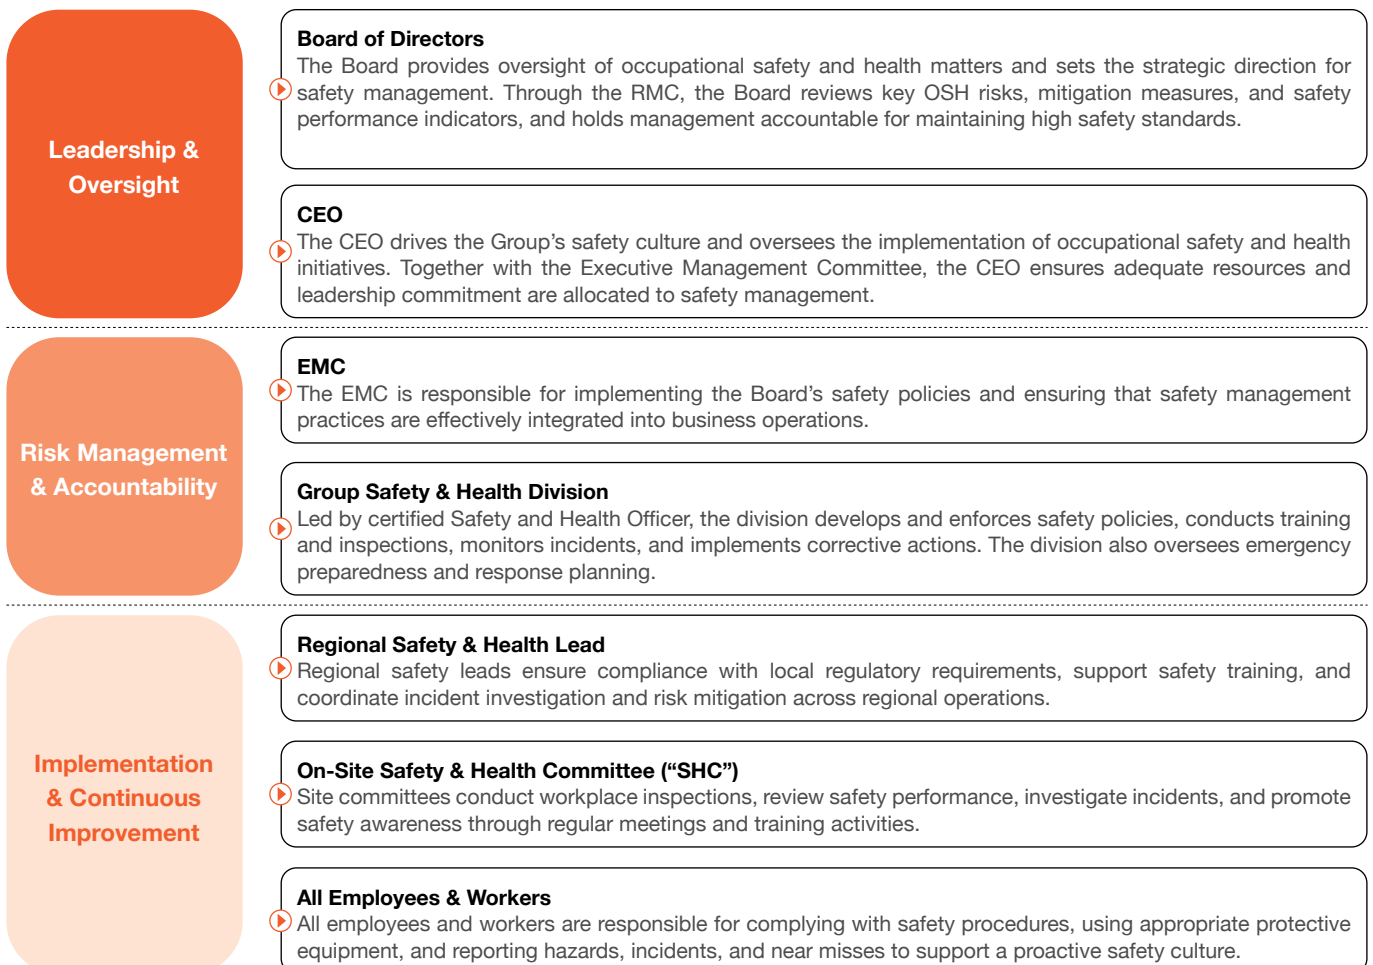 Leadership &
Oversight
Board of Directors
The Board provides oversight of occupational safety and health matters and sets the strategic direction for
safety management. Through the RMC, the Board reviews key OSH risks, mitigation measures, and safety
performance indicators, and holds management accountable for maintaining high safety standards.
CEO
The CEO drives the Group’s safety culture and oversees the implementation of occupational safety and health
initiatives. Together with the Executive Management Committee, the CEO ensures adequate resources and
leadership commitment are allocated to safety management.
Risk Management
& Accountability
EMC
The EMC is responsible for implementing the Board’s safety policies and ensuring that safety management
practices are effectively integrated into business operations.
Group Safety & Health Division
Led by certified Safety and Health Officer, the division develops and enforces safety policies, conducts training
and inspections, monitors incidents, and implements corrective actions. The division also oversees emergency
preparedness and response planning.
Implementation
& Continuous
Improvement
Regional Safety & Health Lead
Regional safety leads ensure compliance with local regulatory requirements, support safety training, and
coordinate incident investigation and risk mitigation across regional operations.
On-Site Safety & Health Committee (“SHC”)
Site committees conduct workplace inspections, review safety performance, investigate incidents, and promote
safety awareness through regular meetings and training activities.
All Employees & Workers
All employees and workers are responsible for complying with safety procedures, using appropriate protective
equipment, and reporting hazards, incidents, and near misses to support a proactive safety culture.